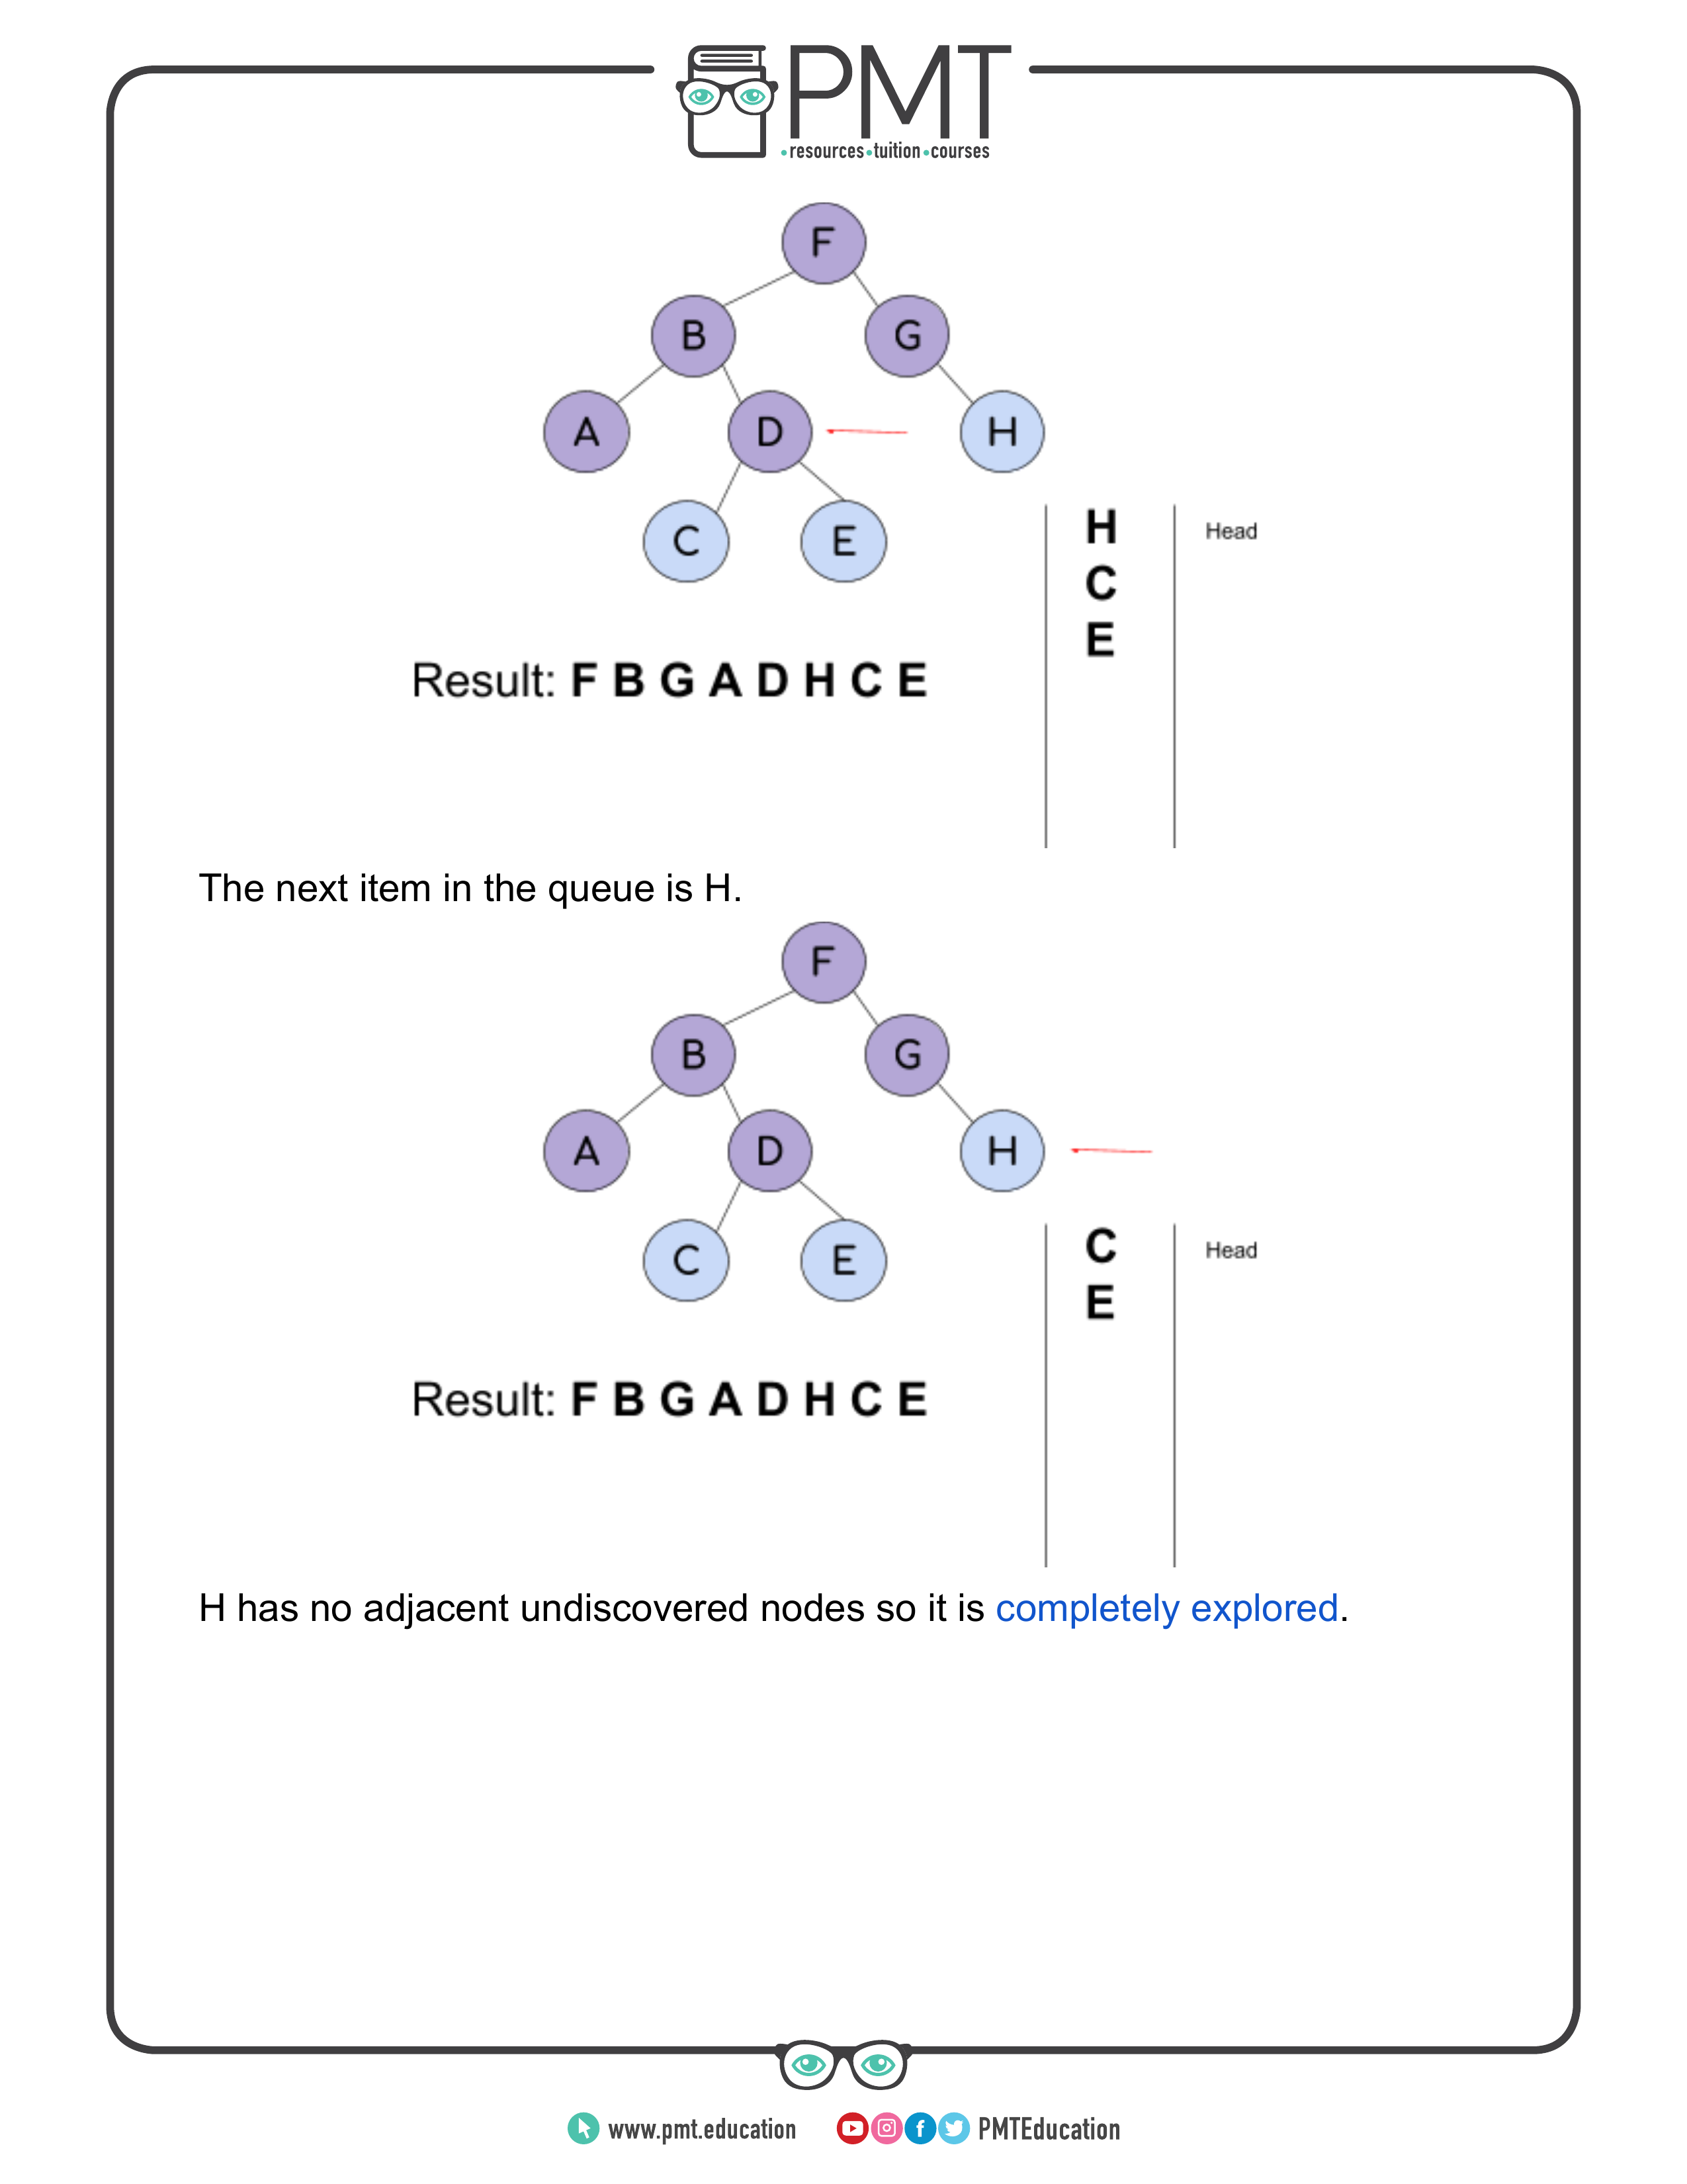 PMT
•resources•tuition•courses
F
B G
A D H
C E
H Head
C
E
Result: F B G A D H C E
The next item in the queue is H.
F
B G
A D H
C E
C Head
E
Result: F B G A D H C E
H has no adjacent undiscovered nodes so it is completely explored.
www.pmt.education PMTEducation